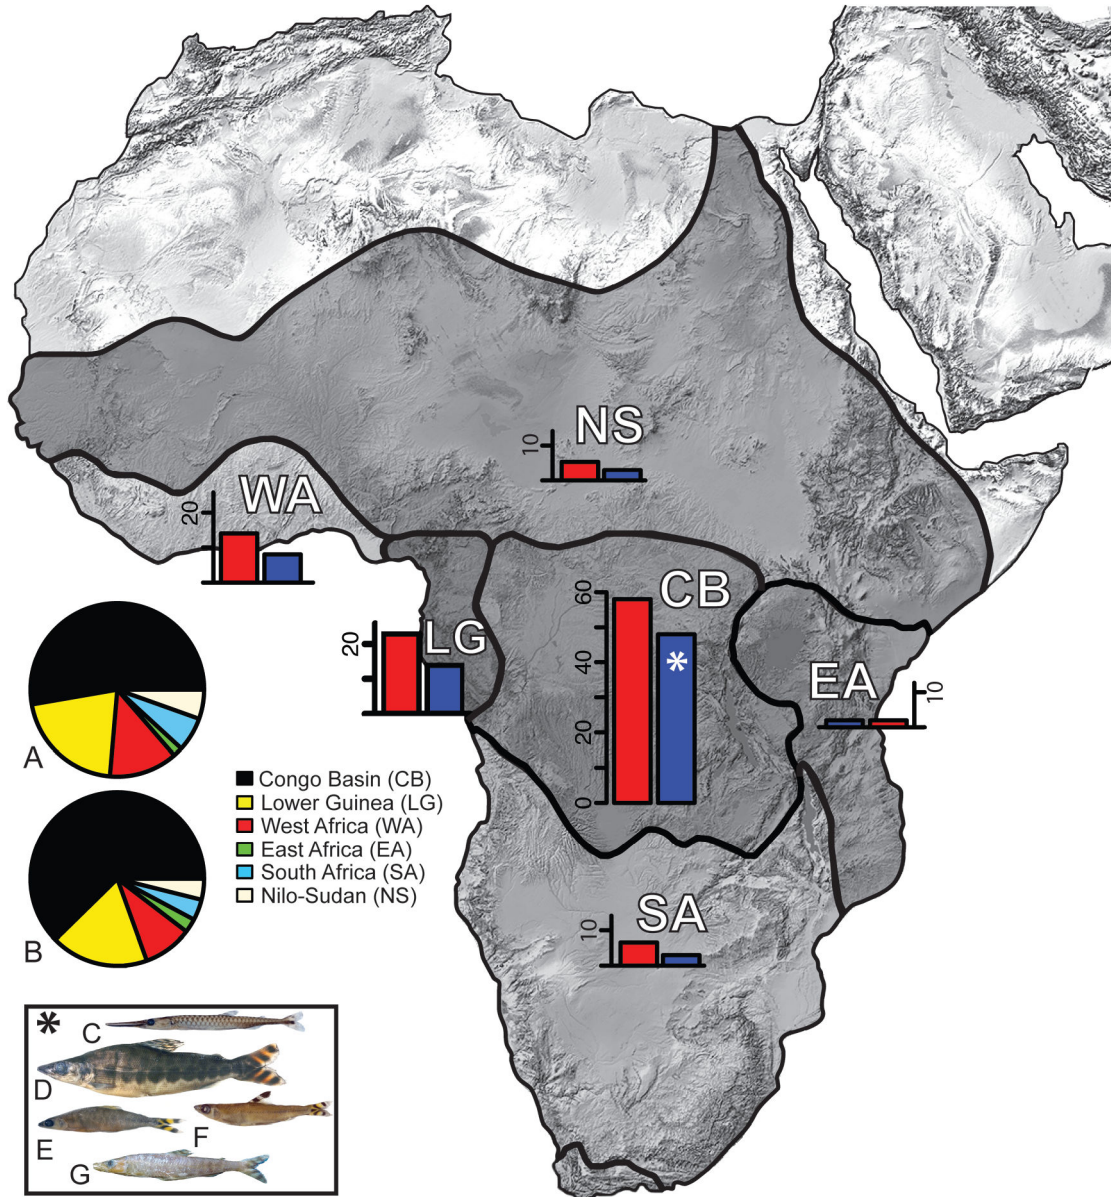 NS
10
WA
20
CB
60
40
20
0
*
LG
20
EA
10
A
Congo Basin (CB)
Lower Guinea (LG)
West Africa (WA)
East Africa (EA)
South Africa (SA)
Nilo-Sudan (NS)
B
SA
10
*
C
D
E
F
G